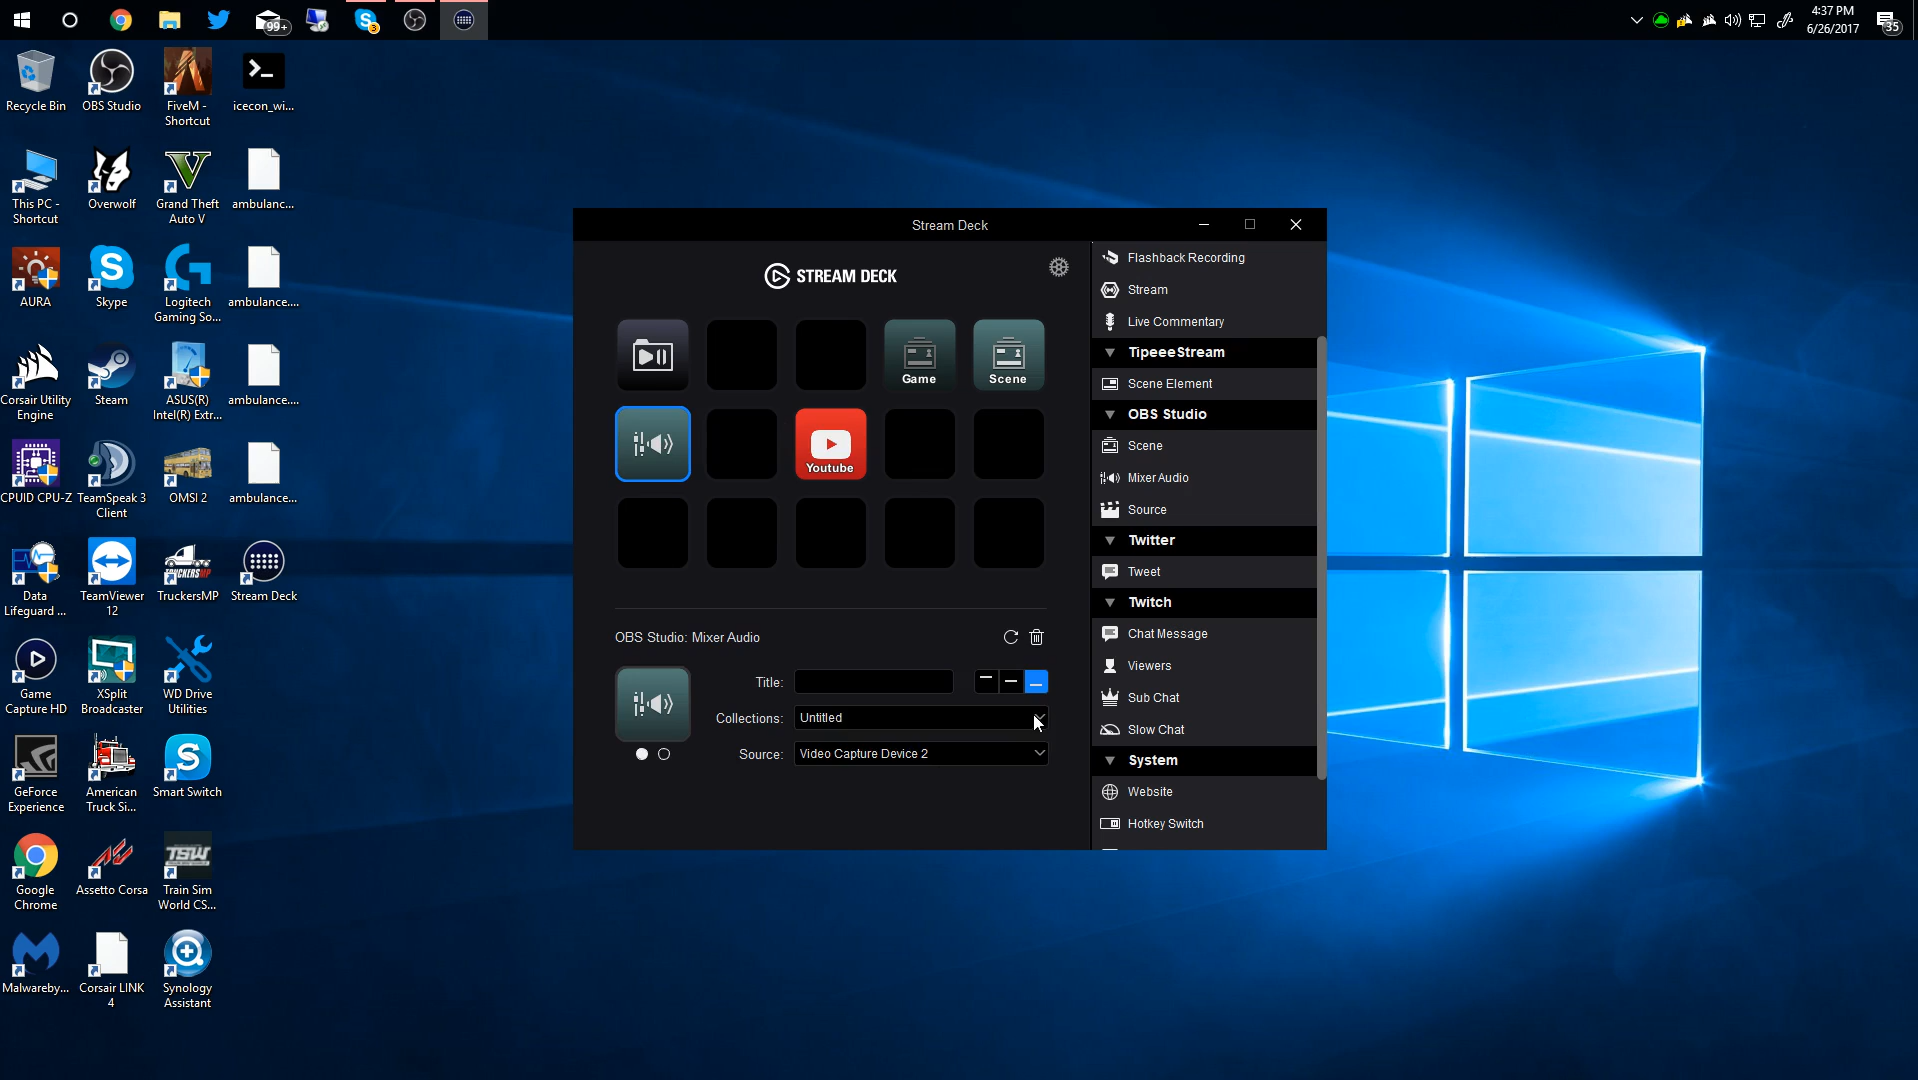 99+
3
4:37 PM
6/26/2017
35
Recycle Bin
OBS Studio
FiveM -
Shortcut
icecon_wi...
This PC -
Shortcut
Overwolf
Grand Theft
Auto V
ambulanc...
AURA
Skype
Logitech
Gaming So...
ambulance....
Corsair Utility
Engine
Steam
ASUS(R)
Intel(R) Extr...
ambulance....
CPUID CPU-Z
TeamSpeak 3
Client
OMSI 2
ambulance...
Data
Lifeguard ...
TeamViewer
12
TRUCKERSMP
TruckersMP
Stream Deck
Game
Capture HD
XSplit
Broadcaster
WD Drive
Utilities
GeForce
Experience
American
Truck Si...
Smart Switch
Google
Chrome
Assetto Corsa
TSW
Train Sim
World CS...
Malwareby...
Corsair LINK
4
Synology
Assistant
Stream Deck
STREAM DECK
Game
Scene
Youtube
OBS Studio: Mixer Audio
Title:
Collections:
Untitled
Source:
Video Capture Device 2
Flashback Recording
Stream
Live Commentary
TipeeeStream
Scene Element
OBS Studio
Scene
Mixer Audio
Source
Twitter
Tweet
Twitch
Chat Message
Viewers
Sub Chat
Slow Chat
System
Website
Hotkey Switch